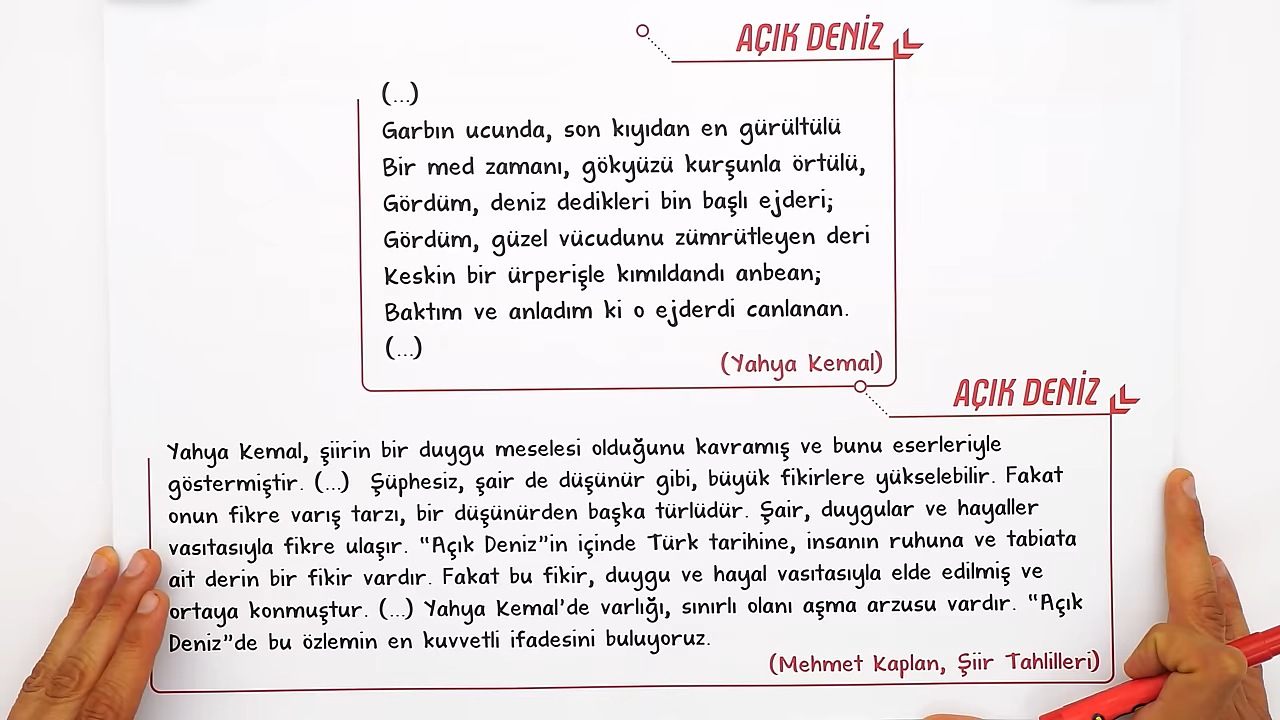 AÇIK DENİZ
(...)
Garbın ucunda, son kıyıdan en gürültülü
Bir med zamanı, gökyüzü kurşunla örtülü,
Gördüm, deniz dedikleri bin başlı ejderi;
Gördüm, güzel vücudunu zümrütleyen deri
Keskin bir ürperişle kımıldandı anbean;
Baktım ve anladım ki o ejderdi canlanan.
(...)
(Yahya Kemal)
AÇIK DENİZ
Yahya Kemal, şiirin bir duygu meselesi olduğunu kavramış ve bunu eserleriyle
göstermiştir. (...) Şüphesiz, şair de düşünür gibi, büyük fikirlere yükselebilir. Fakat
onun fikre varış tarzı, bir düşünürden başka türlüdür. Şair, duygular ve hayaller
vasıtasıyla fikre ulaşır. “Açık Deniz”in içinde Türk tarihine, insanın ruhuna ve tabiata
ait derin bir fikir vardır. Fakat bu fikir, duygu ve hayal vasıtasıyla elde edilmiş ve
ortaya konmuştur. (...) Yahya Kemal'de varlığı, sınırlı olanı aşma arzusu vardır. “Açık
Deniz”de bu özlemin en kuvvetli ifadesini buluyoruz.
(Mehmet Kaplan, Şiir Tahlilleri)